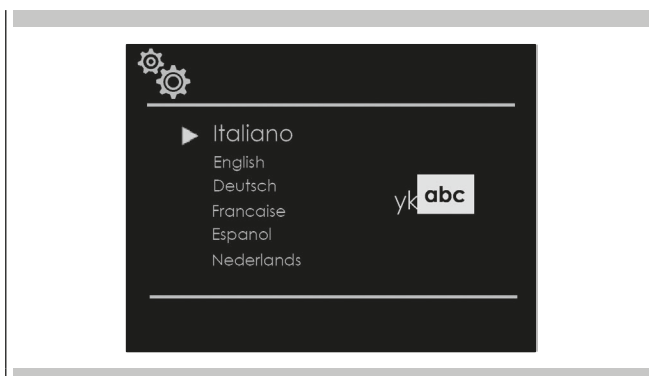 Italiano
English
Deutsch
Francaise
yk abc
Espanol
Nederlands